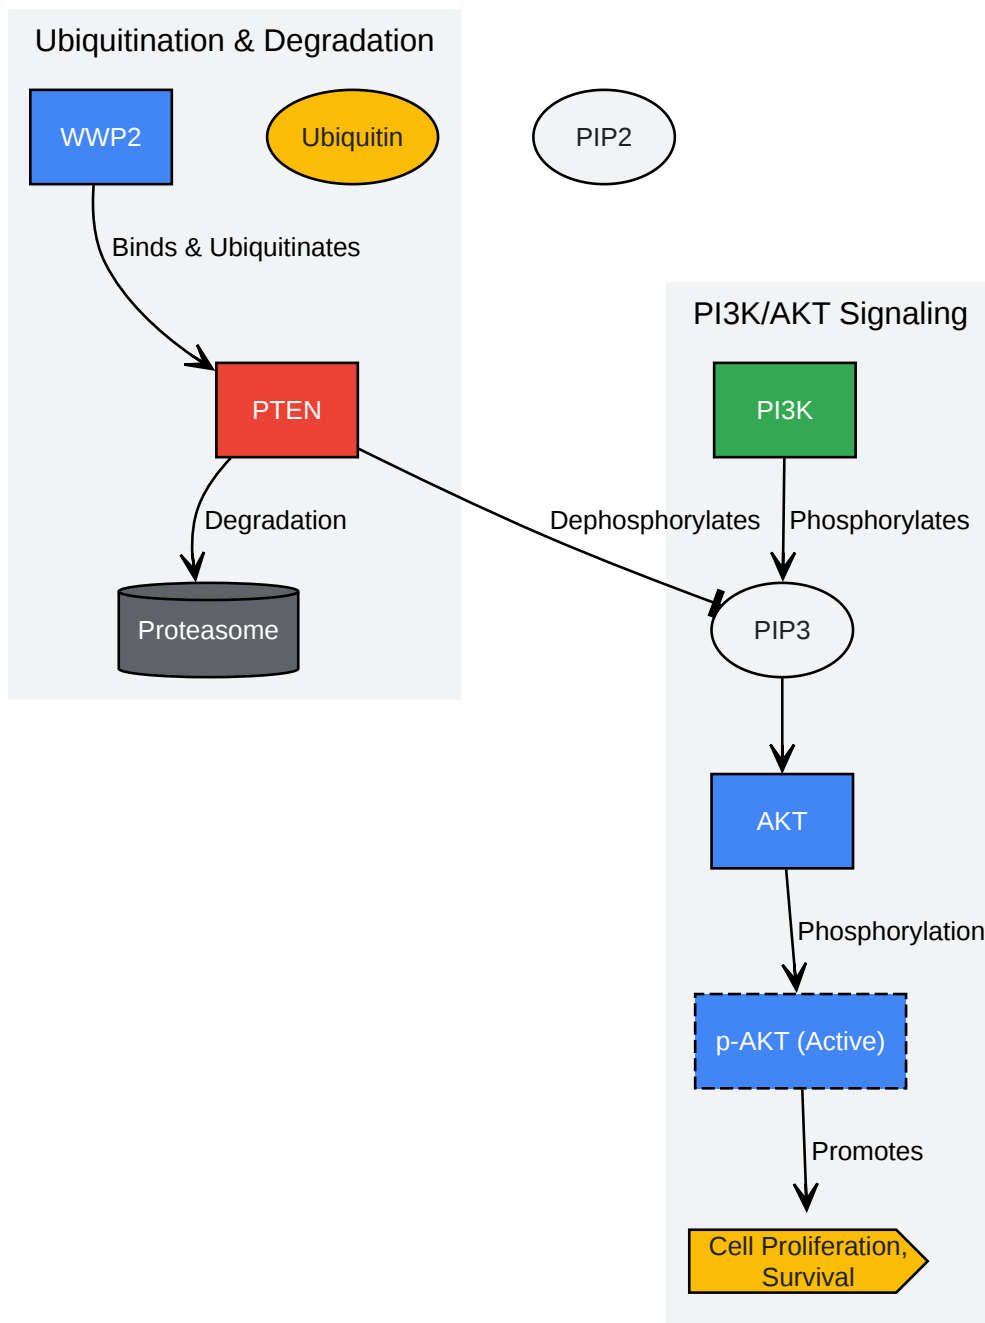 Ubiquitination & Degradation
WWP2
Ubiquitin
PIP2
Binds & Ubiquitinates
PI3K/AKT Signaling
PTEN
PI3K
Degradation
Dephosphorylates
Phosphorylates
Proteasome
PIP3
AKT
Phosphorylation
p-AKT (Active)
Promotes
Cell Proliferation,
Survival